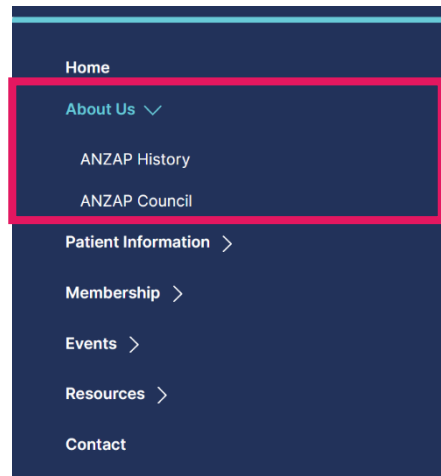 Home
About Us
ANZAP History
ANZAP Council
Patient Information
Membership
Events
Resources
Contact